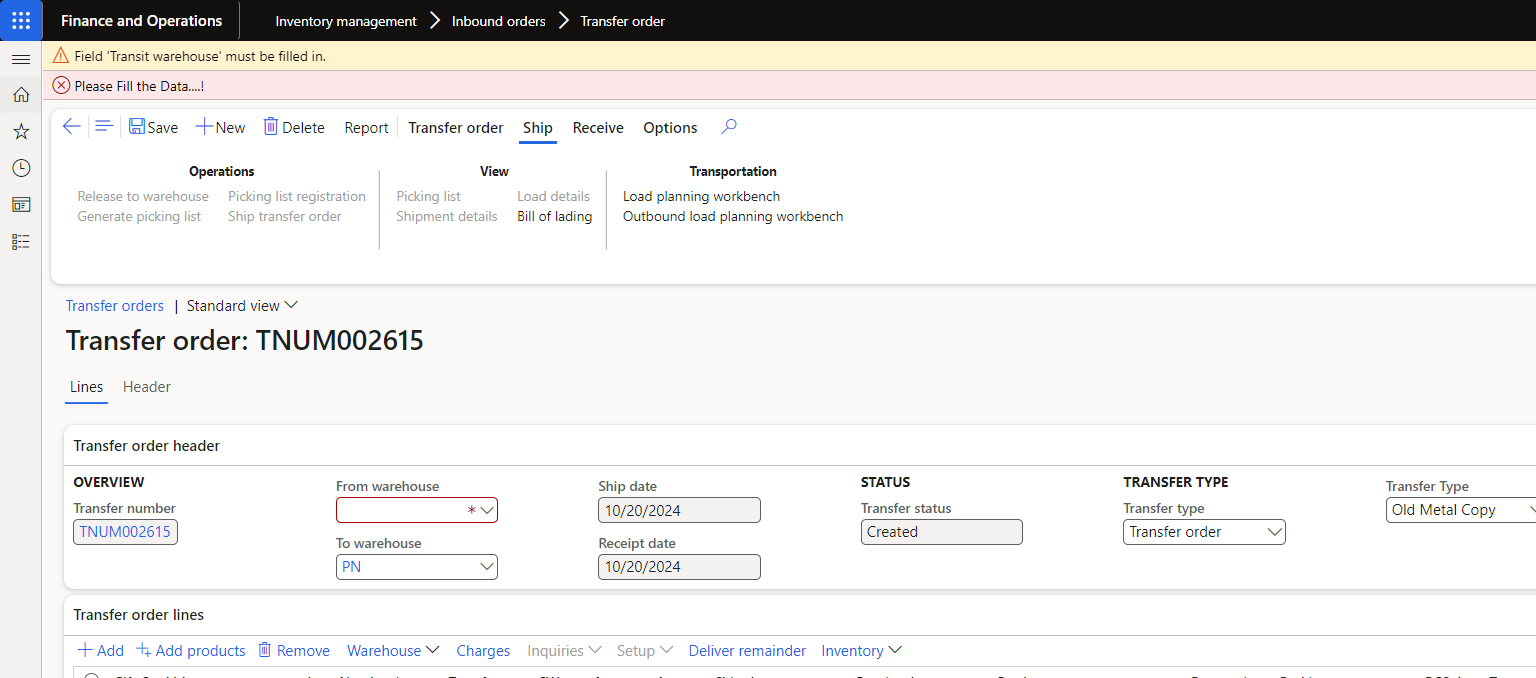 Finance and Operations
Inventory management > Inbound orders > Transfer order
Field 'Transit warehouse' must be filled in.
Please Fill the Data....!
Save New Delete Report Transfer order Ship Receive Options
Operations View Transportation
Release to warehouse Picking list registration Picking list Load details Load planning workbench
Generate picking list Ship transfer order Shipment details Bill of lading Outbound load planning workbench
Transfer orders | Standard view
Transfer order: TNUM002615
Lines Header
Transfer order header
OVERVIEW
Transfer number
TNUM002615
From warehouse
*
To warehouse
PN
Ship date
10/20/2024
Receipt date
10/20/2024
STATUS
Transfer status
Created
TRANSFER TYPE
Transfer type
Transfer order
Transfer Type
Old Metal Copy
Transfer order lines
Add Add products Remove Warehouse Charges Inquiries Setup Deliver remainder Inventory